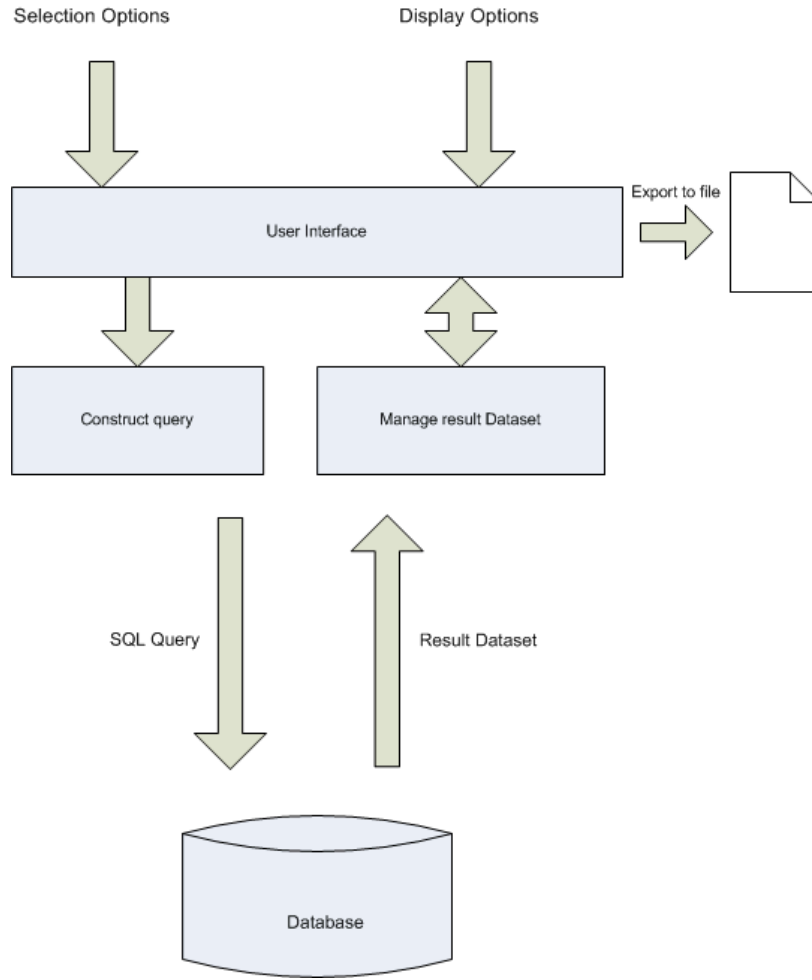 Selection Options
Display Options
Export to file
User Interface
Construct query
Manage result Dataset
SQL Query
Result Dataset
Database